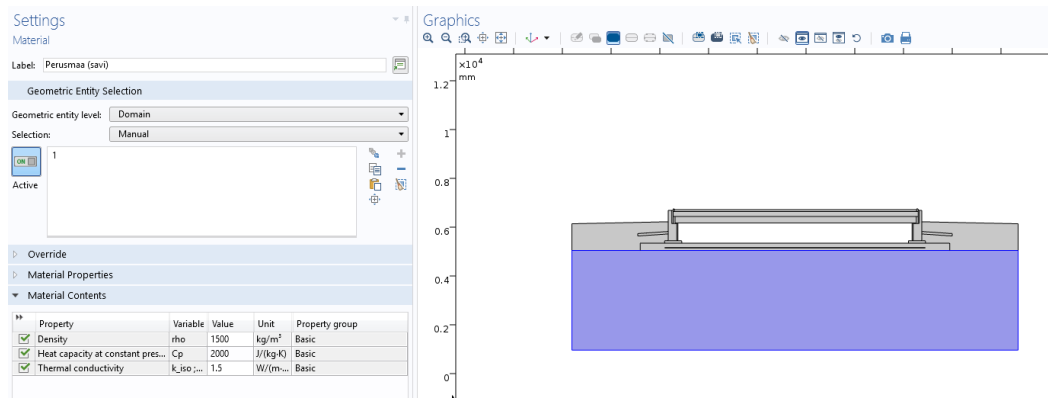 Settings
Material
Label: Perusmaa (savi)
Geometric Entity Selection
Geometric entity level: Domain
Selection: Manual
ON
1
Active
Override
Material Properties
Material Contents
Property Variable Value Unit Property group
Density rho 1500 kg/m³ Basic
Heat capacity at constant pres... Cp 2000 J/(kg·K) Basic
Thermal conductivity k_iso ;... 1.5 W/(m·... Basic
Graphics
×10⁴
mm
1.2
1
0.8
0.6
0.4
0.2
0